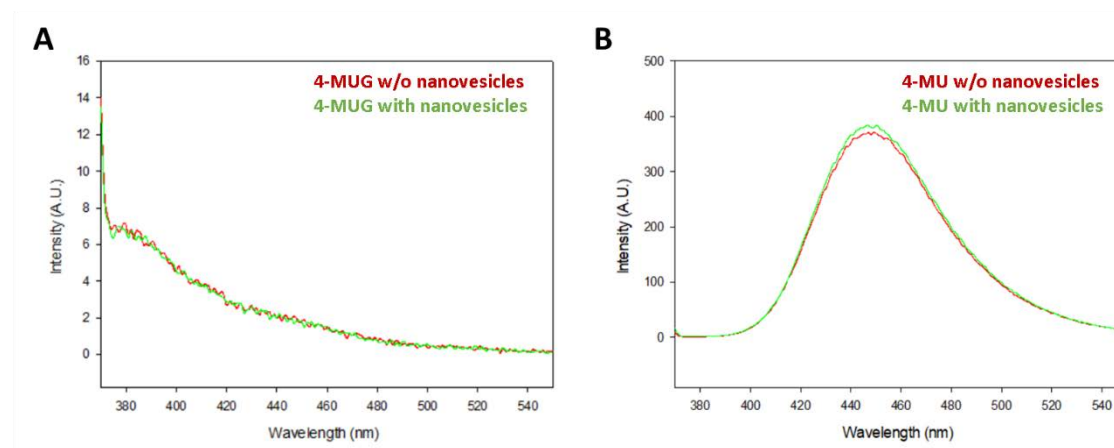 A
4-MUG w/o nanovesicles
4-MUG with nanovesicles
Intensity (A.U.)
16
14
12
10
8
6
4
2
0
380 400 420 440 460 480 500 520 540
Wavelength (nm)
B
4-MU w/o nanovesicles
4-MU with nanovesicles
Intensity (A.U.)
500
400
300
200
100
0
380 400 420 440 460 480 500 520 540
Wavelength (nm)